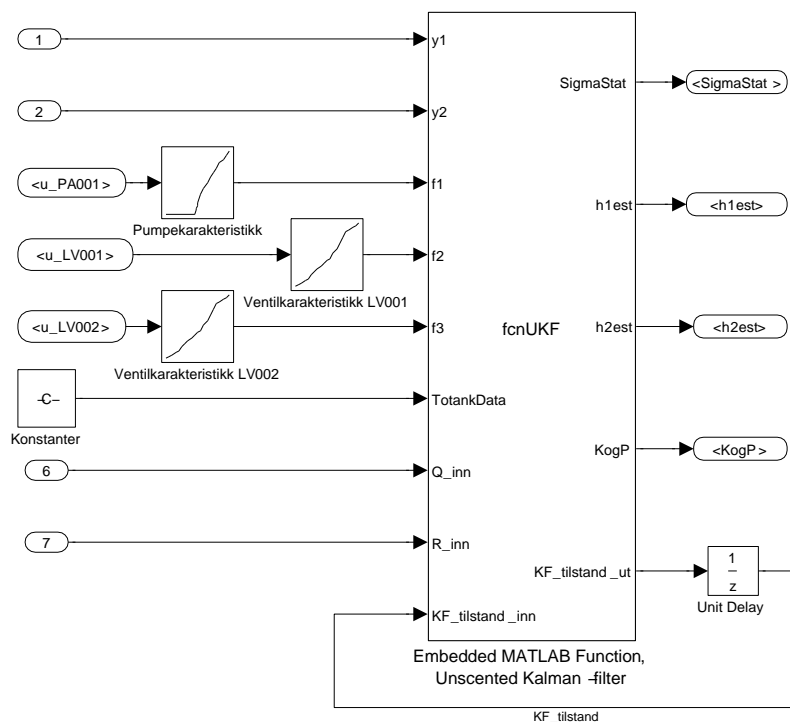 1
y1
SigmaStat
<SigmaStat >
2
y2
<u_PA001>
f1
Pumpekarakteristikk
h1est
<h1est>
<u_LV001>
f2
Ventilkarakteristikk LV001
<u_LV002>
f3
fcnUKF
h2est
<h2est>
Ventilkarakteristikk LV002
-C-
TotankData
Konstanter
KogP
<KogP >
6
Q_inn
7
R_inn
KF_tilstand _ut
1
z
Unit Delay
KF_tilstand _inn
Embedded MATLAB Function,
Unscented Kalman -filter
KF_tilstand